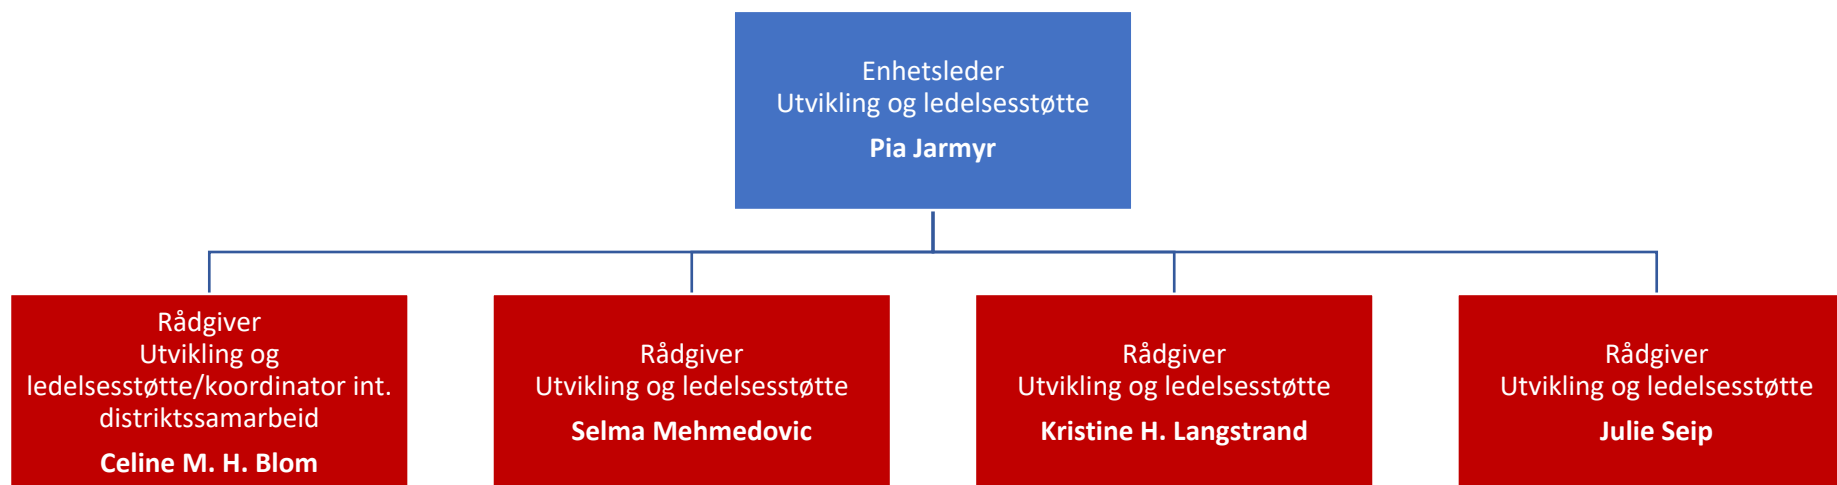 Enhetsleder
Utvikling og ledelsesstøtte
Pia Jarmyr
Rådgiver
Utvikling og
ledelsesstøtte/koordinator int.
distriktssamarbeid
Celine M. H. Blom
Rådgiver
Utvikling og ledelsesstøtte
Selma Mehmedovic
Rådgiver
Utvikling og ledelsesstøtte
Kristine H. Langstrand
Rådgiver
Utvikling og ledelsesstøtte
Julie Seip